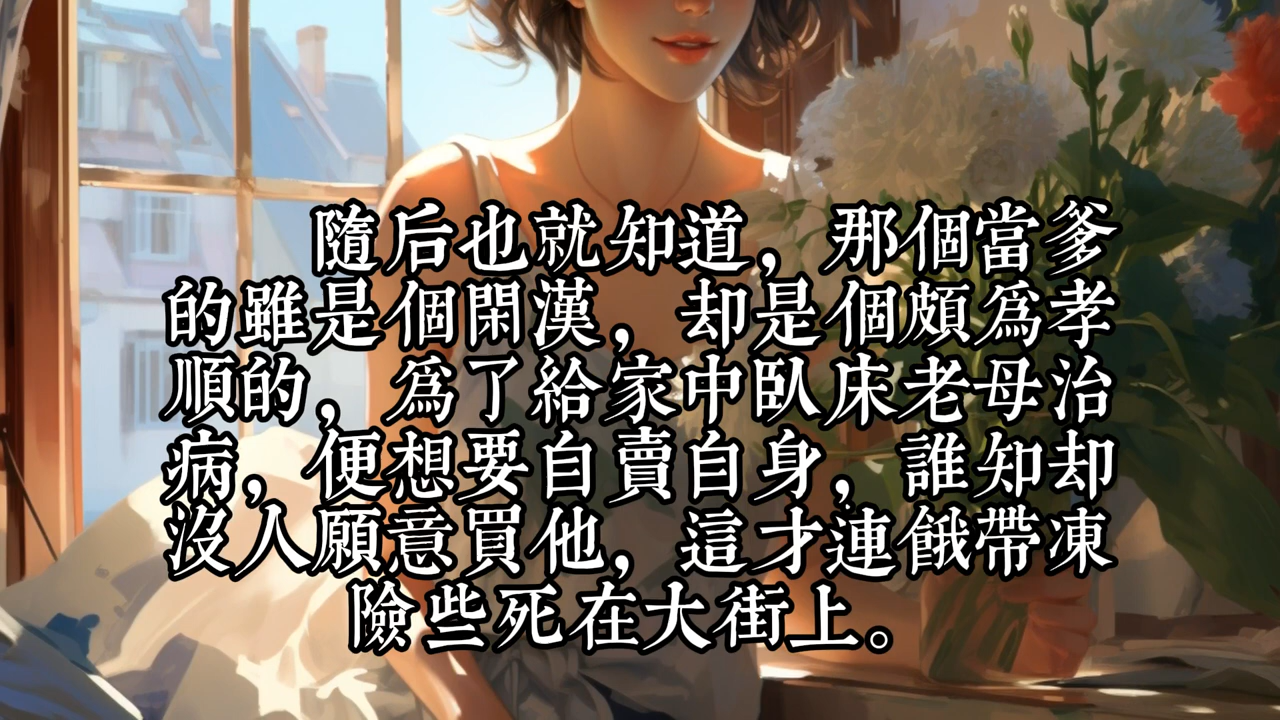 隨后也就知道，那個當爹
的雖是個閑漢，却是個頗爲孝
順的，爲了給家中臥床老母治
病，便想要自賣自身，誰知却
沒人願意買他，這才連餓帶凍
險些死在大街上。